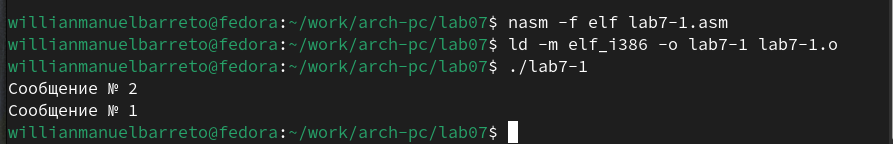 willianmanuelbarreto@fedora:~/work/arch-pc/lab07$ nasm -f elf lab7-1.asm
willianmanuelbarreto@fedora:~/work/arch-pc/lab07$ ld -m elf_i386 -o lab7-1 lab7-1.o
willianmanuelbarreto@fedora:~/work/arch-pc/lab07$ ./lab7-1
Сообщение № 2
Сообщение № 1
willianmanuelbarreto@fedora:~/work/arch-pc/lab07$